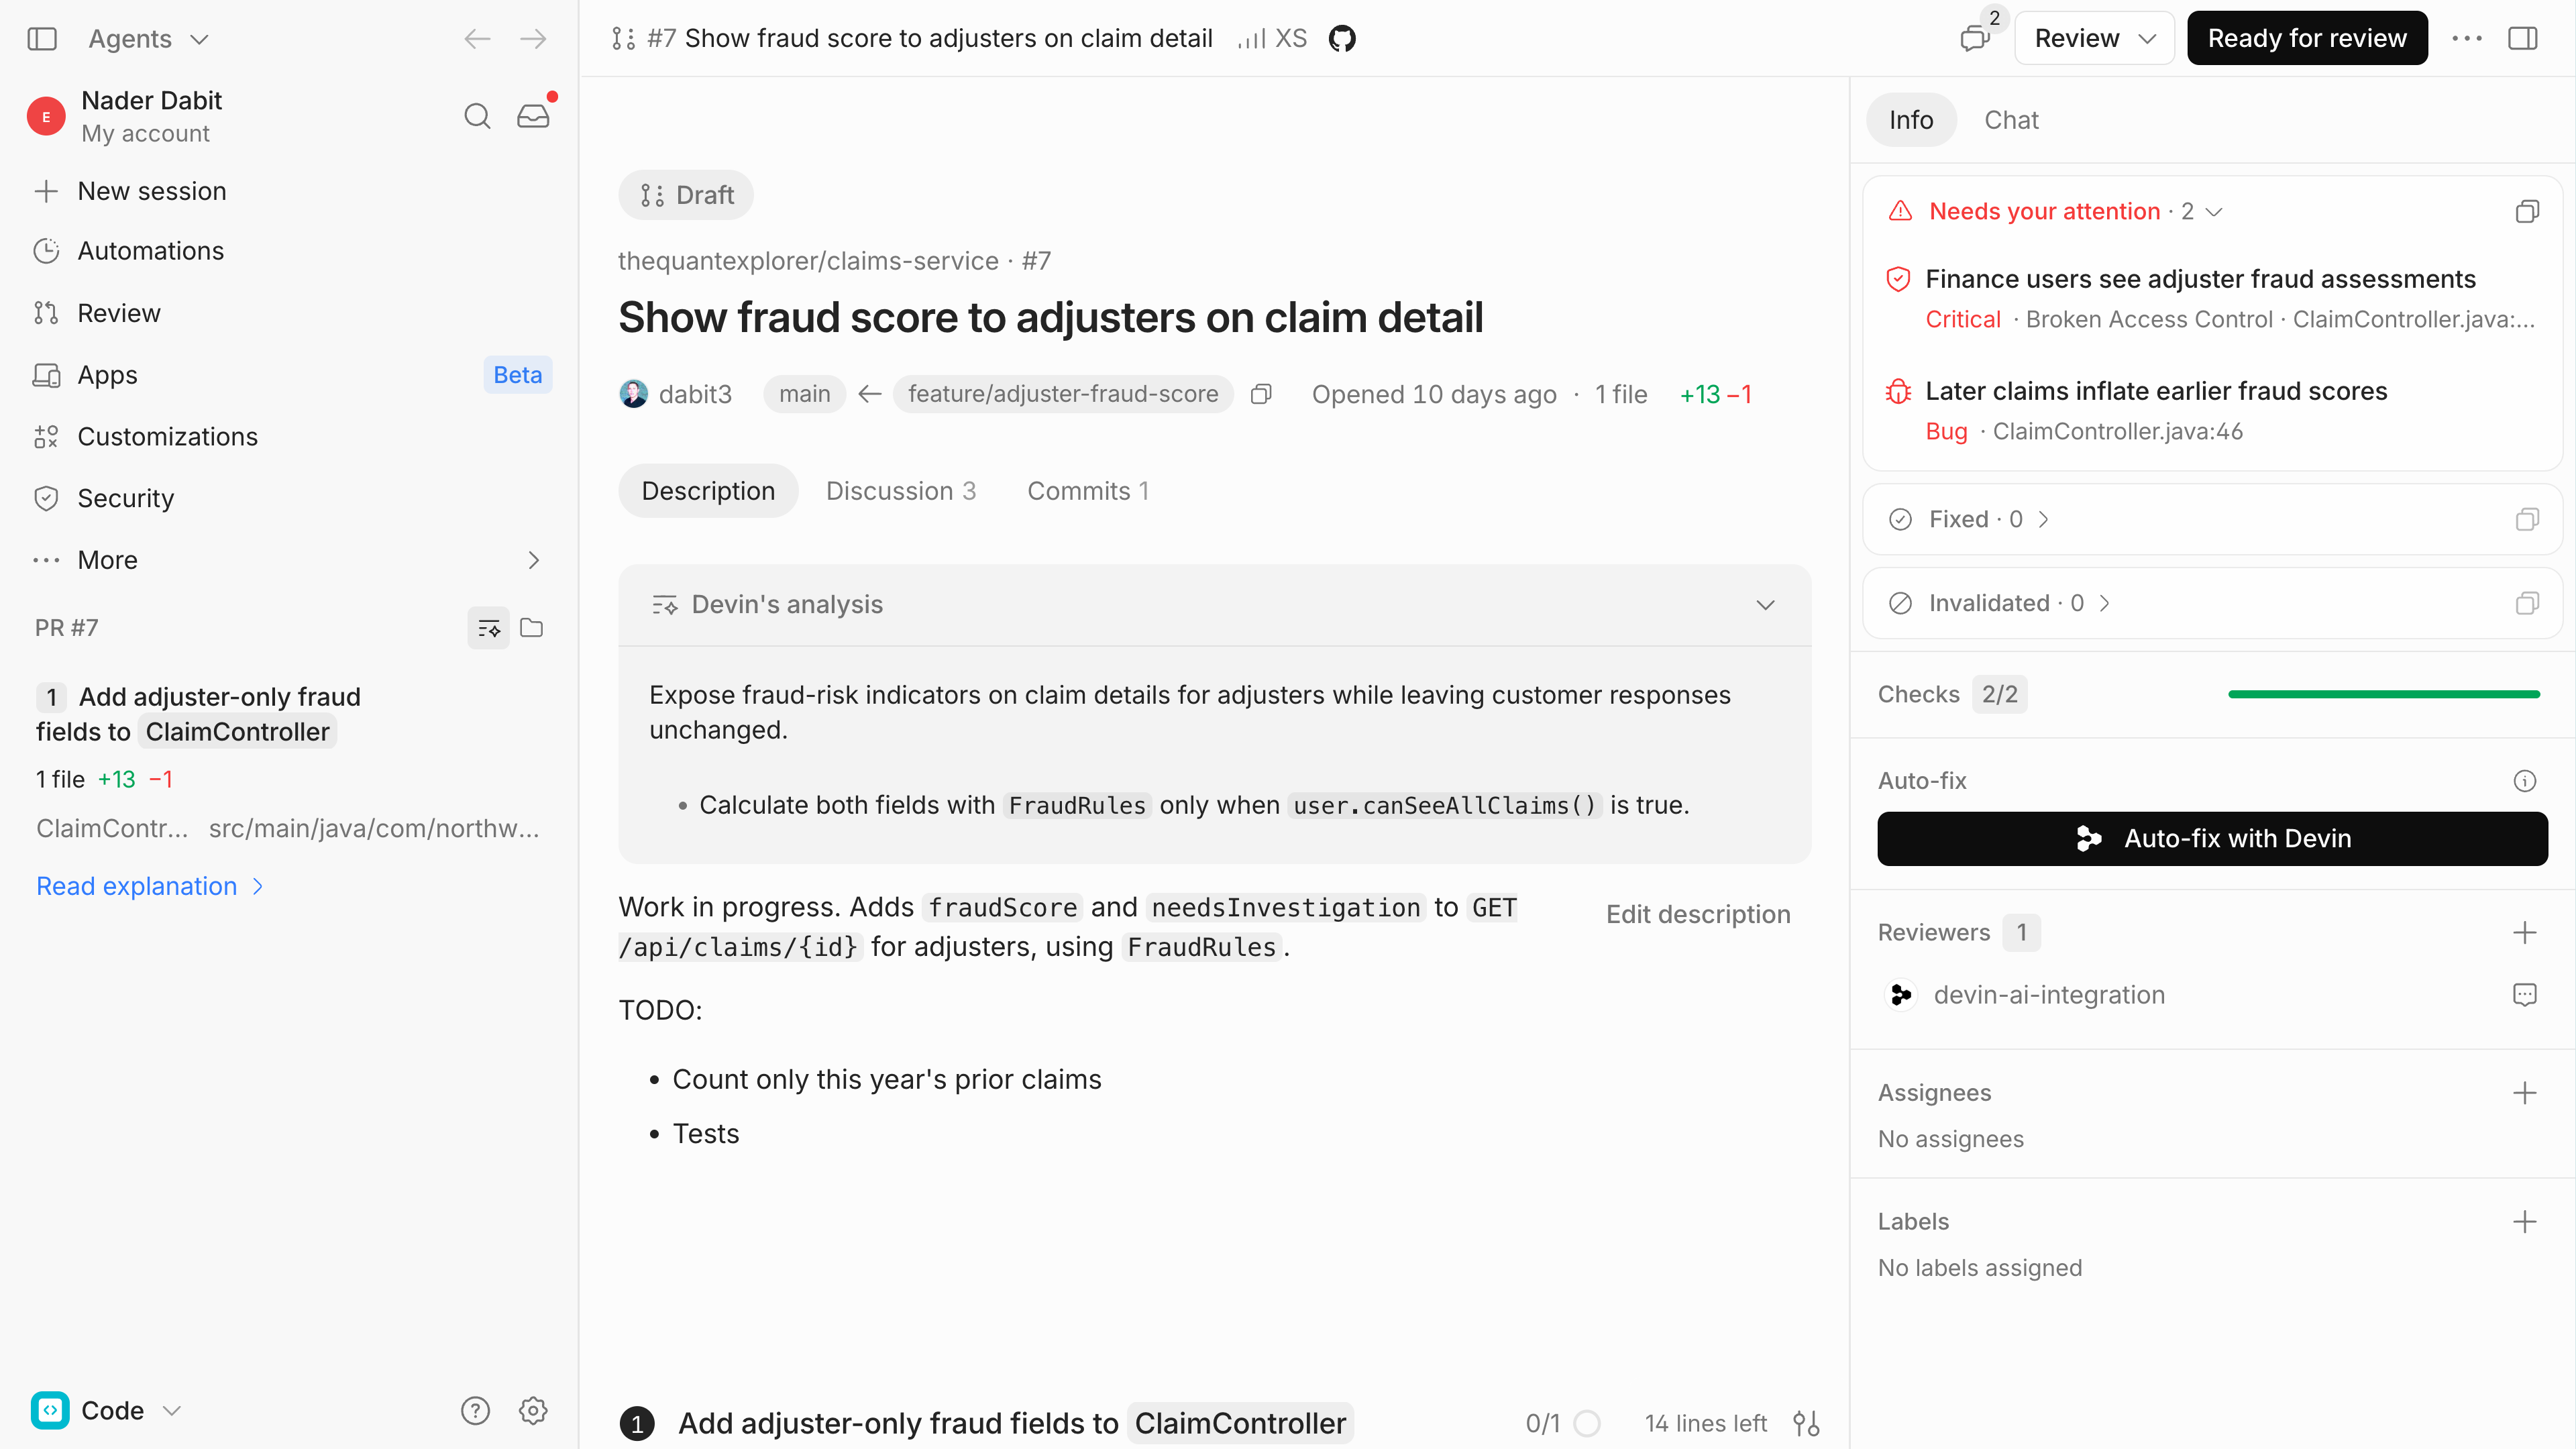 Agents
E
Nader Dabit
My account
New session
Automations
Review
Apps
Beta
Customizations
Security
More
PR #7
1 Add adjuster-only fraud
fields to ClaimController
1 file +13 −1
ClaimContr... src/main/java/com/northw...
Read explanation
Code
#7 Show fraud score to adjusters on claim detail XS
2
Review
Ready for review
Draft
thequantexplorer/claims-service · #7
Show fraud score to adjusters on claim detail
dabit3 main ← feature/adjuster-fraud-score Opened 10 days ago · 1 file +13 −1
Description Discussion 3 Commits 1
Devin's analysis
Expose fraud-risk indicators on claim details for adjusters while leaving customer responses
unchanged.
• Calculate both fields with FraudRules only when user.canSeeAllClaims() is true.
Work in progress. Adds fraudScore and needsInvestigation to GET
/api/claims/{id} for adjusters, using FraudRules.
Edit description
TODO:
• Count only this year's prior claims
• Tests
1 Add adjuster-only fraud fields to ClaimController 0/1 14 lines left
Info Chat
Needs your attention · 2
Finance users see adjuster fraud assessments
Critical · Broken Access Control · ClaimController.java:...
Later claims inflate earlier fraud scores
Bug · ClaimController.java:46
Fixed · 0
Invalidated · 0
Checks 2/2
Auto-fix
Auto-fix with Devin
Reviewers 1
devin-ai-integration
Assignees
No assignees
Labels
No labels assigned